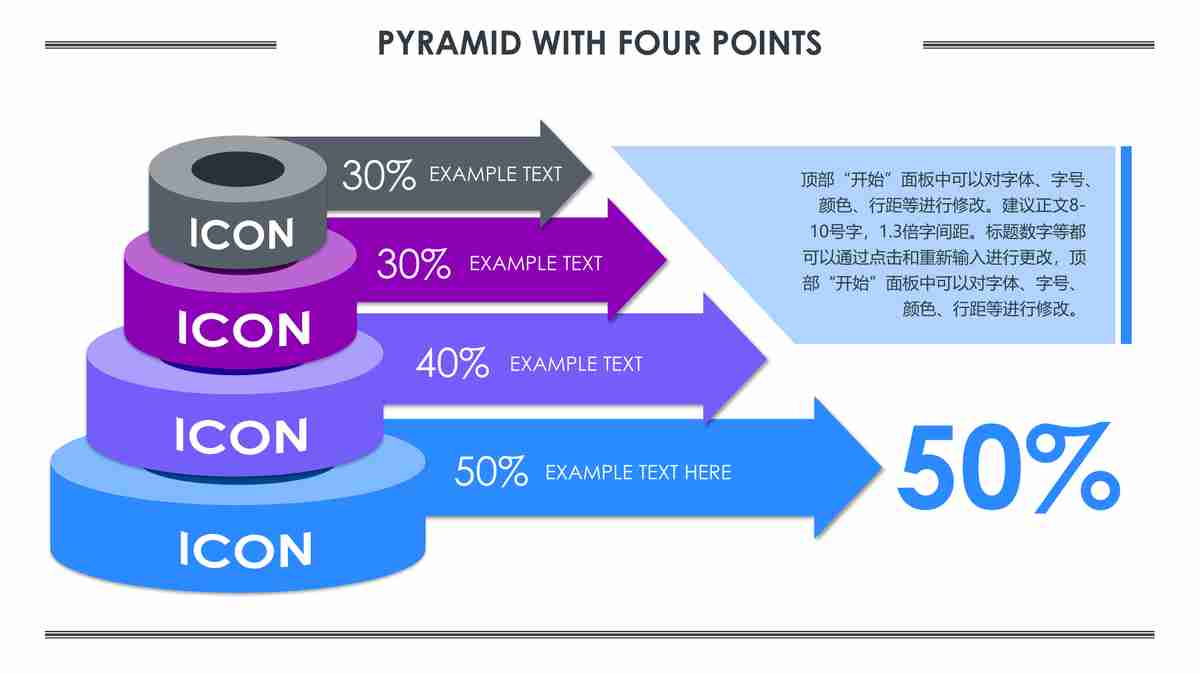 PYRAMID WITH FOUR POINTS
ICON
30% EXAMPLE TEXT
ICON
30% EXAMPLE TEXT
ICON
40% EXAMPLE TEXT
ICON
50% EXAMPLE TEXT HERE
顶部“开始”面板中可以对字体、字号、
颜色、行距等进行修改。建议正文8-
10号字，1.3倍字间距。标题数字等都
可以通过点击和重新输入进行更改，顶
部“开始”面板中可以对字体、字号、
颜色、行距等进行修改。
50%